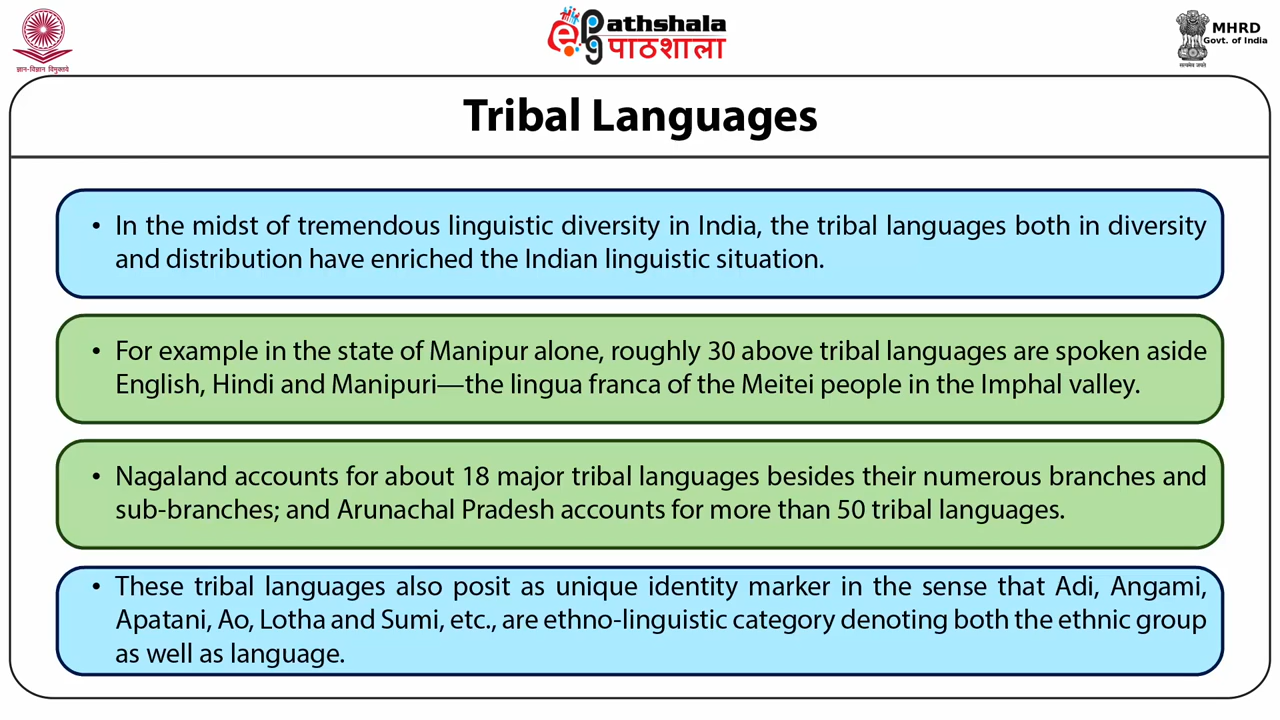 ज्ञान-विज्ञान विमुक्तये
ePathshala
पाठशाला
MHRD
Govt. of India
सत्यमेव जयते
Tribal Languages
• In the midst of tremendous linguistic diversity in India, the tribal languages both in diversity
and distribution have enriched the Indian linguistic situation.
• For example in the state of Manipur alone, roughly 30 above tribal languages are spoken aside
English, Hindi and Manipuri—the lingua franca of the Meitei people in the Imphal valley.
• Nagaland accounts for about 18 major tribal languages besides their numerous branches and
sub-branches; and Arunachal Pradesh accounts for more than 50 tribal languages.
• These tribal languages also posit as unique identity marker in the sense that Adi, Angami,
Apatani, Ao, Lotha and Sumi, etc., are ethno-linguistic category denoting both the ethnic group
as well as language.